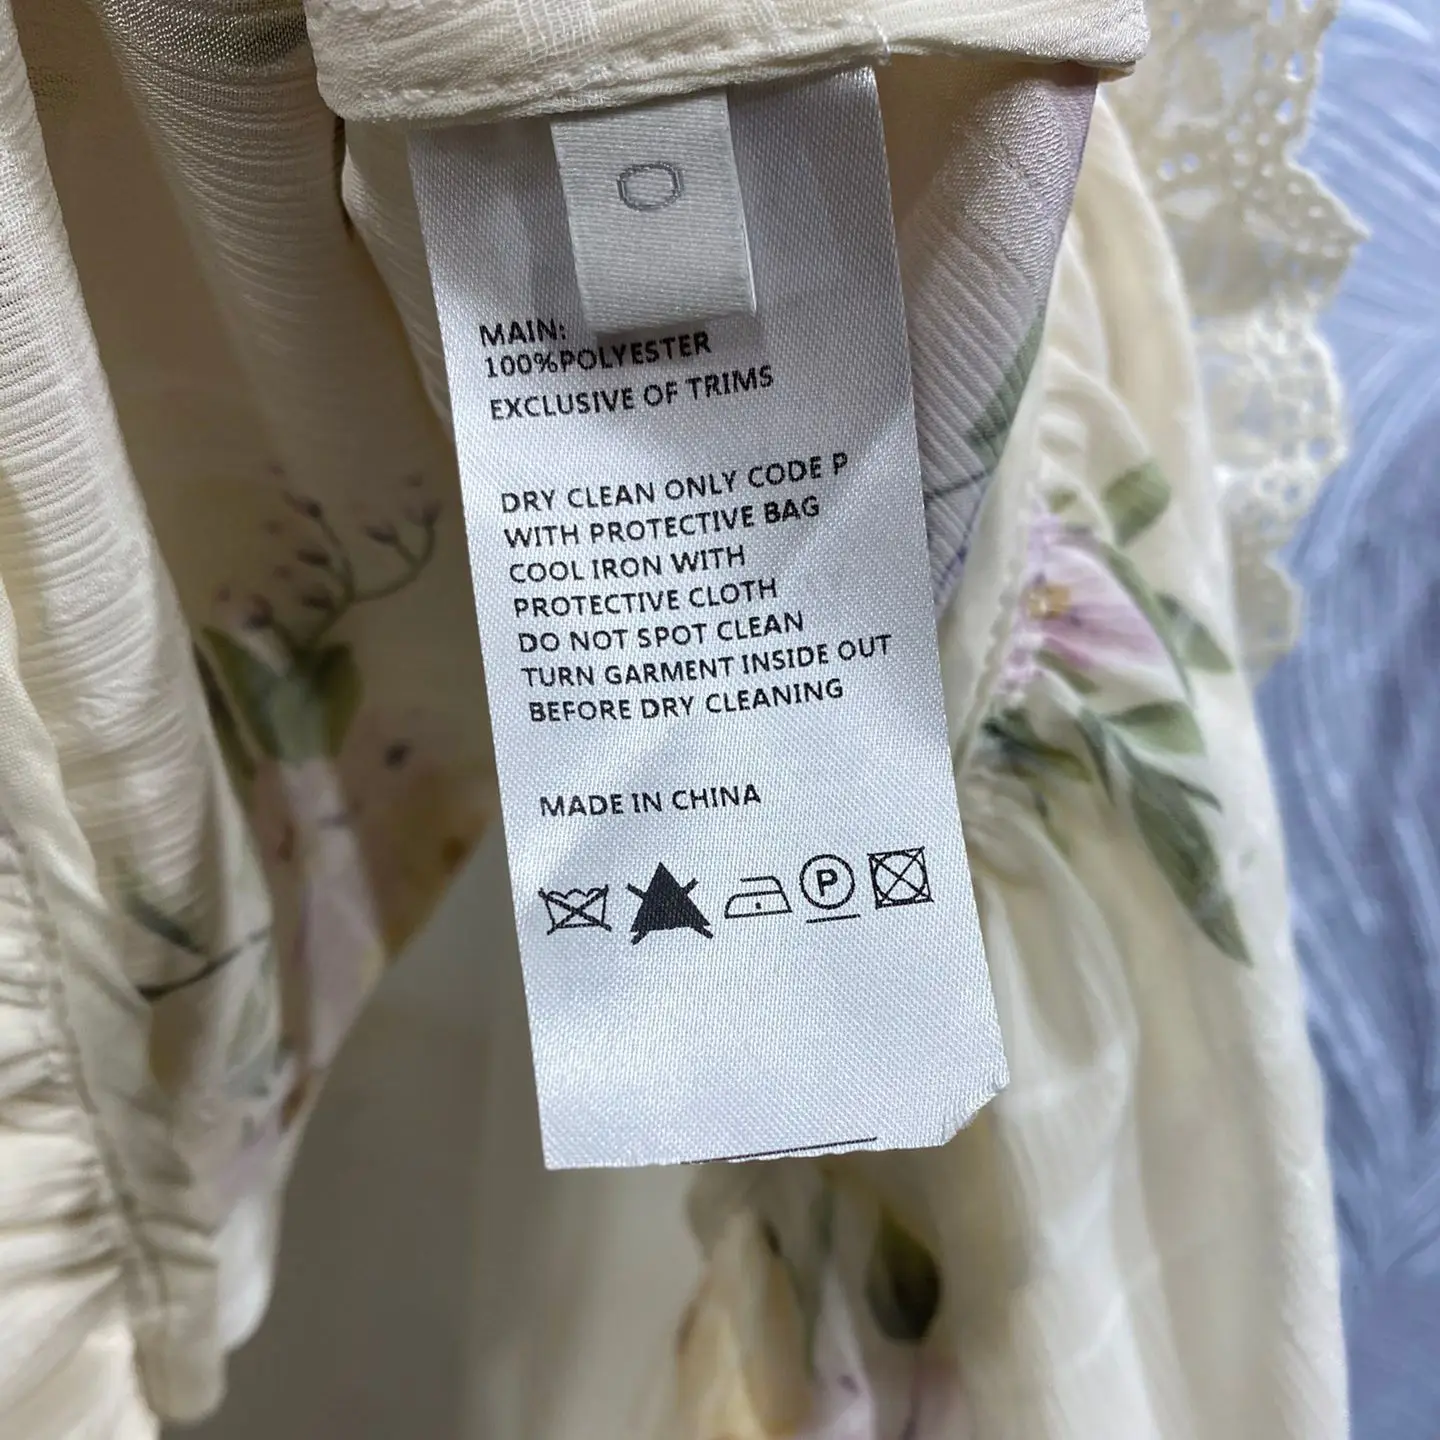 0
MAIN:
100%POLYESTER
EXCLUSIVE OF TRIMS
DRY CLEAN ONLY CODE P
WITH PROTECTIVE BAG
COOL IRON WITH
PROTECTIVE CLOTH
DO NOT SPOT CLEAN
TURN GARMENT INSIDE OUT
BEFORE DRY CLEANING
MADE IN CHINA
P